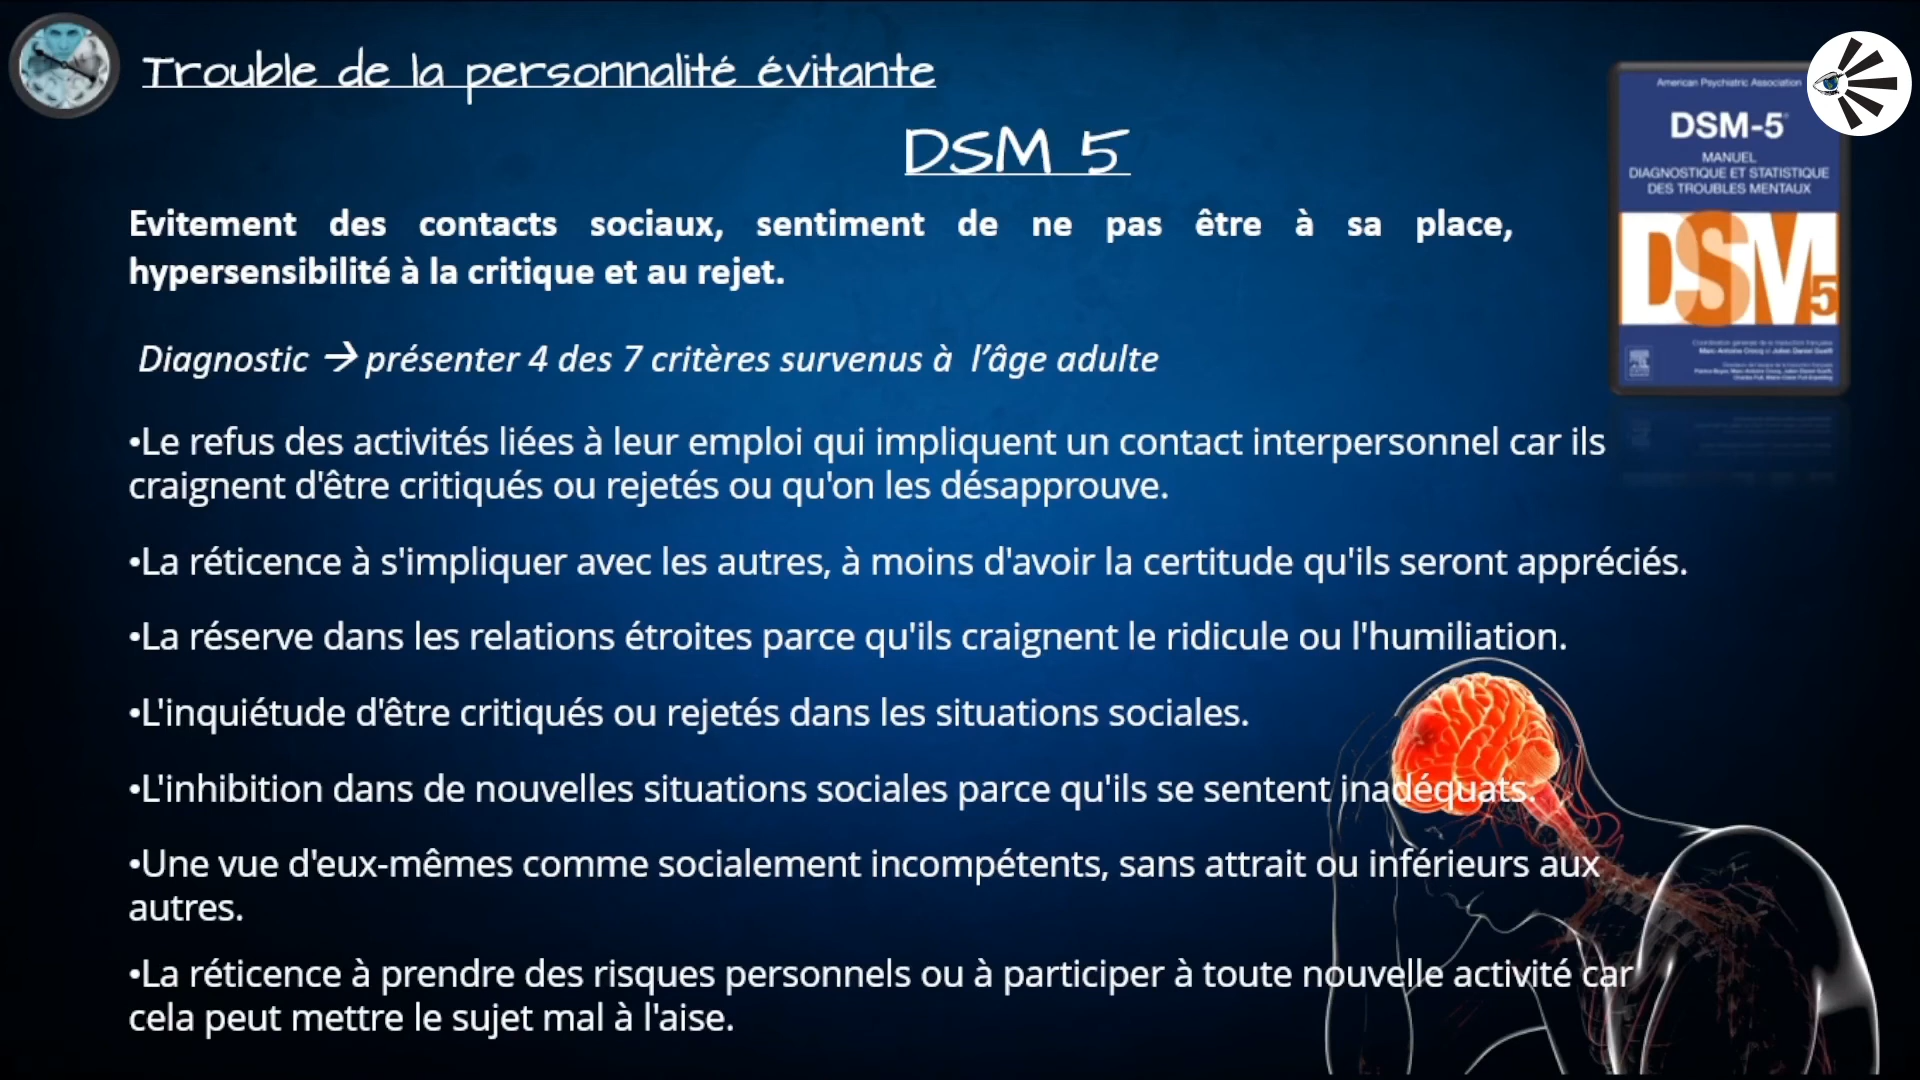 Trouble de la personnalité évitante
DSM 5
American Psychiatric Association
DSM-5
MANUEL
DIAGNOSTIQUE ET STATISTIQUE
DES TROUBLES MENTAUX
DSM
5
Evitement des contacts sociaux, sentiment de ne pas être à sa place,
hypersensibilité à la critique et au rejet.
Diagnostic → présenter 4 des 7 critères survenus à l’âge adulte
•Le refus des activités liées à leur emploi qui impliquent un contact interpersonnel car ils
craignent d'être critiqués ou rejetés ou qu'on les désapprouve.
•La réticence à s'impliquer avec les autres, à moins d'avoir la certitude qu'ils seront appréciés.
•La réserve dans les relations étroites parce qu'ils craignent le ridicule ou l'humiliation.
•L'inquiétude d'être critiqués ou rejetés dans les situations sociales.
•L'inhibition dans de nouvelles situations sociales parce qu'ils se sentent inadéquats.
•Une vue d'eux-mêmes comme socialement incompétents, sans attrait ou inférieurs aux
autres.
•La réticence à prendre des risques personnels ou à participer à toute nouvelle activité car
cela peut mettre le sujet mal à l'aise.